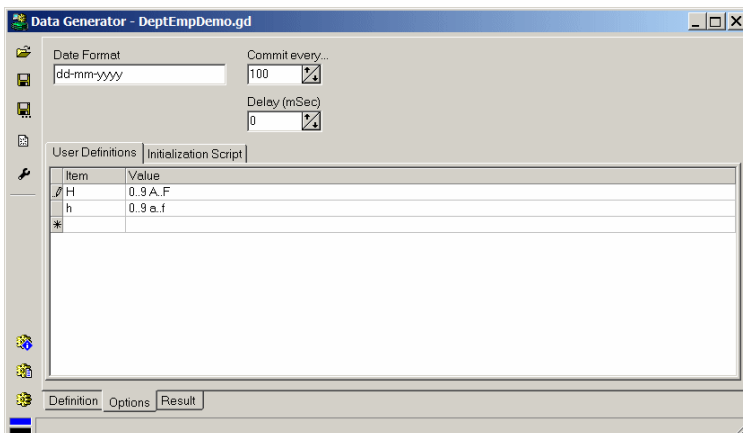 Data Generator - DeptEmpDemo.gd
Date Format
Commit every...
dd-mm-yyyy
100
Delay (mSec)
0
User Definitions
Initialization Script
Item
Value
H
0..9 A..F
h
0..9 a..f
Definition
Options
Result